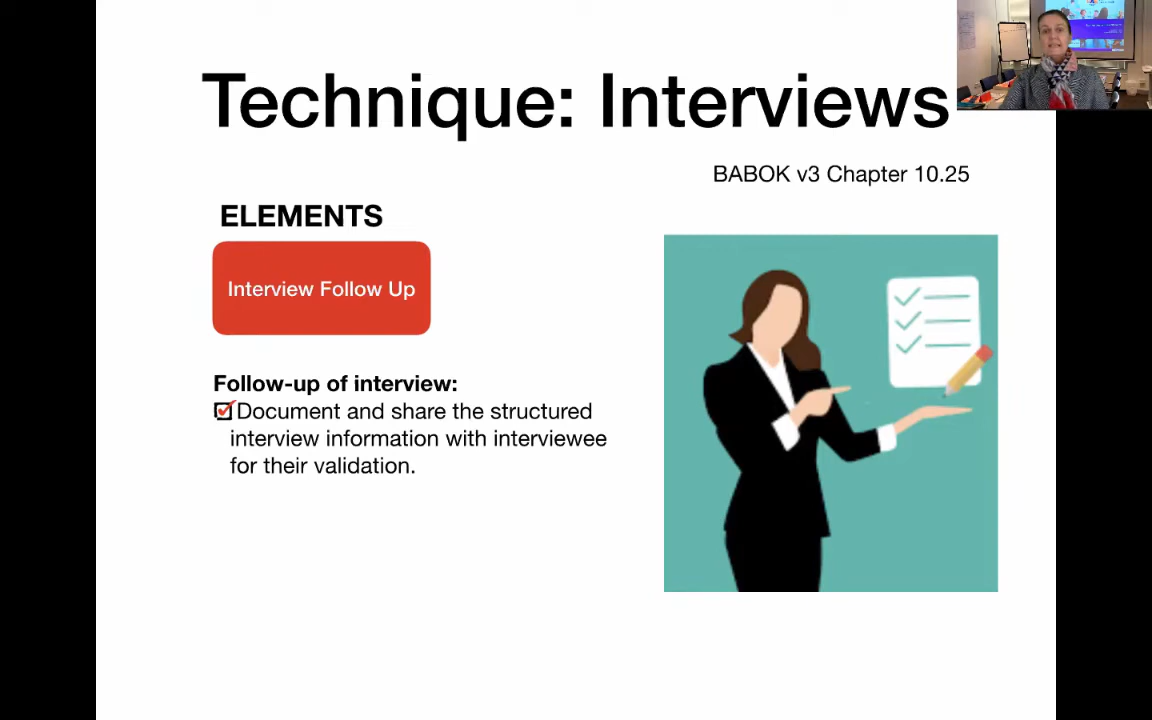 Technique: Interviews
BABOK v3 Chapter 10.25
ELEMENTS
Interview Follow Up
Follow-up of interview:
Document and share the structured
interview information with interviewee
for their validation.